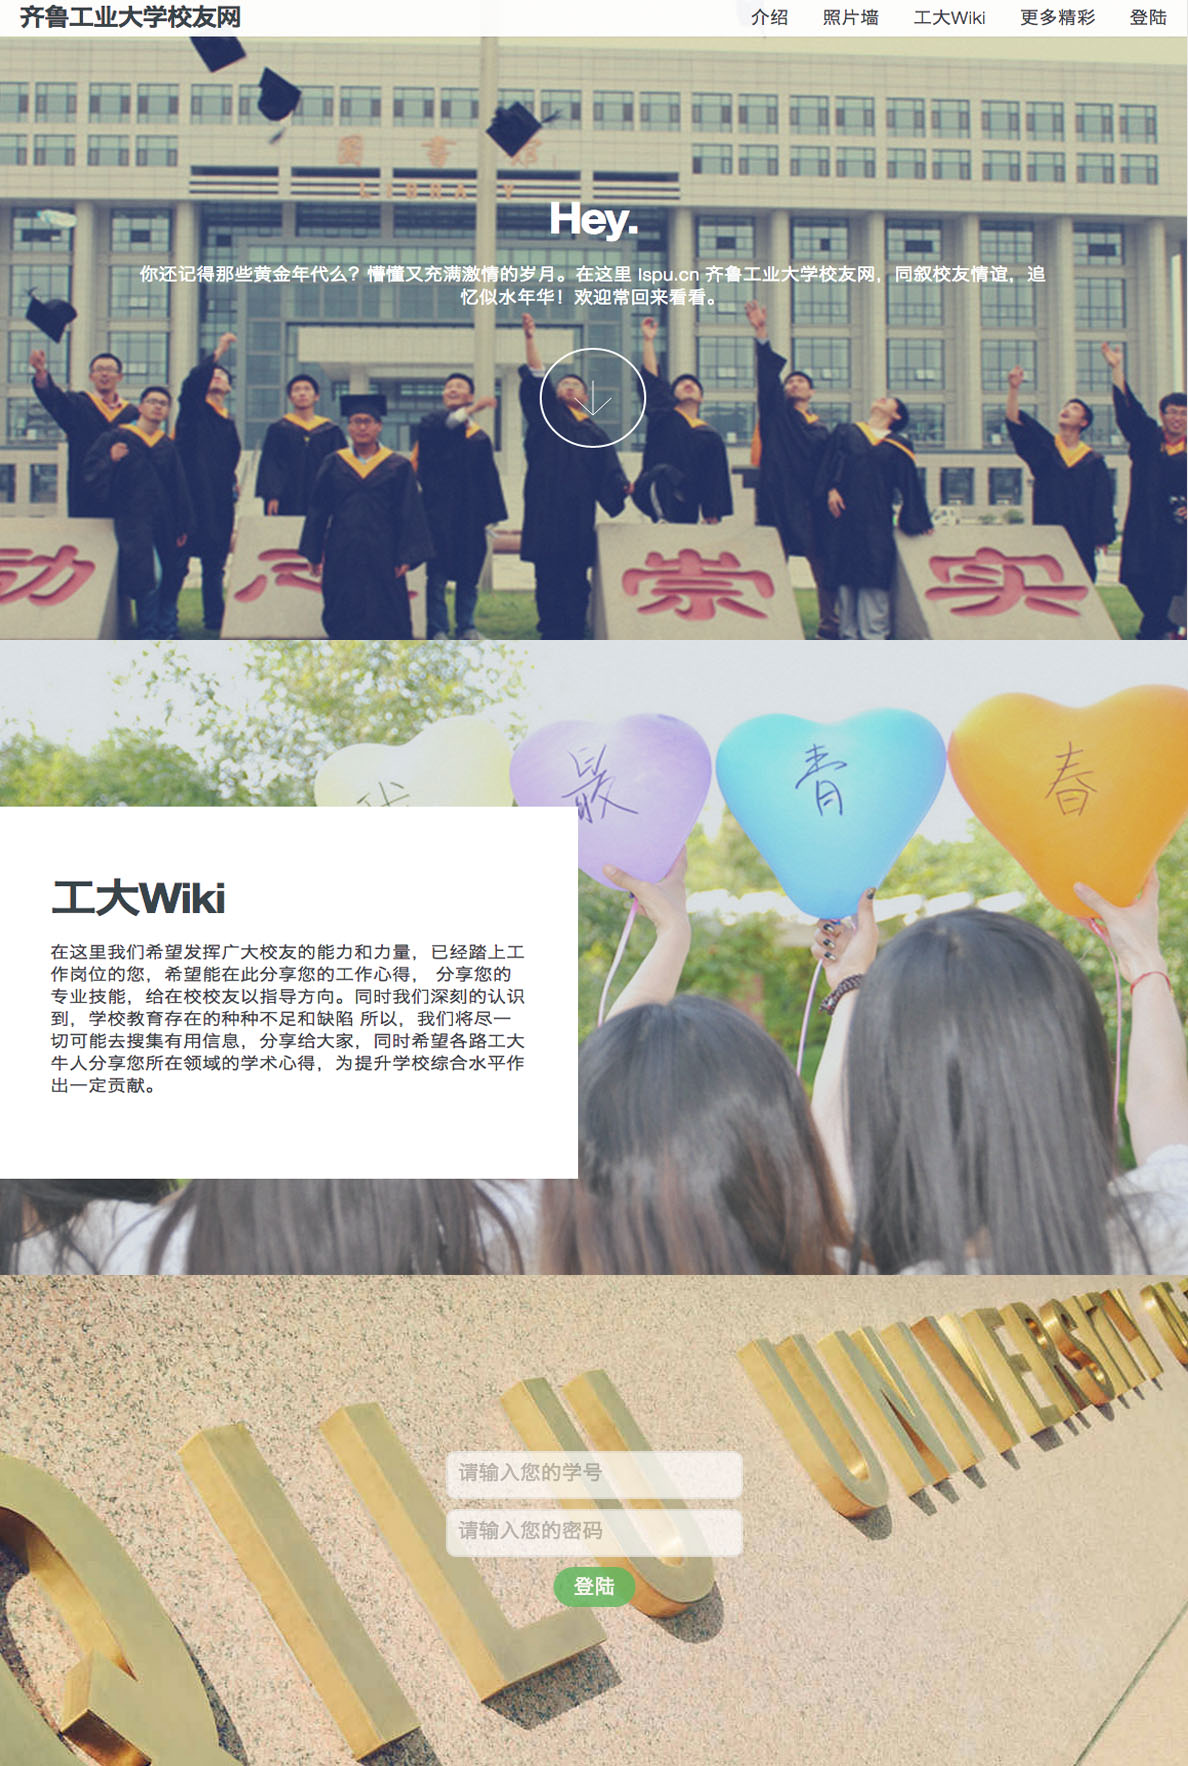 齐鲁工业大学校友网
介绍 照片墙 工大Wiki 更多精彩 登陆
图书馆
LIBRARY
Hey.
你还记得那些黄金年代么？懵懂又充满激情的岁月。在这里 lspu.cn 齐鲁工业大学校友网，同叙校友情谊，追
忆似水年华！欢迎常回来看看。
崇 实
最 青 春
工大Wiki
在这里我们希望发挥广大校友的能力和力量，已经踏上工
作岗位的您，希望能在此分享您的工作心得， 分享您的
专业技能，给在校校友以指导方向。同时我们深刻的认识
到，学校教育存在的种种不足和缺陷 所以，我们将尽一
切可能去搜集有用信息，分享给大家，同时希望各路工大
牛人分享您所在领域的学术心得，为提升学校综合水平作
出一定贡献。
QILU UNIVERSITY
请输入您的学号
请输入您的密码
登陆